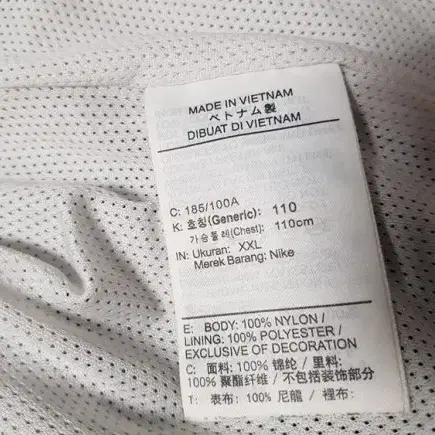 MADE IN VIETNAM
ベトナム製
DIBUAT DI VIETNAM
C: 185/100A
K: 호칭(Generic): 110
가슴둘레(Chest): 110cm
IN: Ukuran: XXL
Merek Barang: Nike
E: BODY: 100% NYLON /
LINING: 100% POLYESTER /
EXCLUSIVE OF DECORATION
C: 面料: 100% 锦纶 / 里料:
100% 聚酯纤维 / 不包括装饰部分
T: 表布: 100% 尼龍 / 裡布: